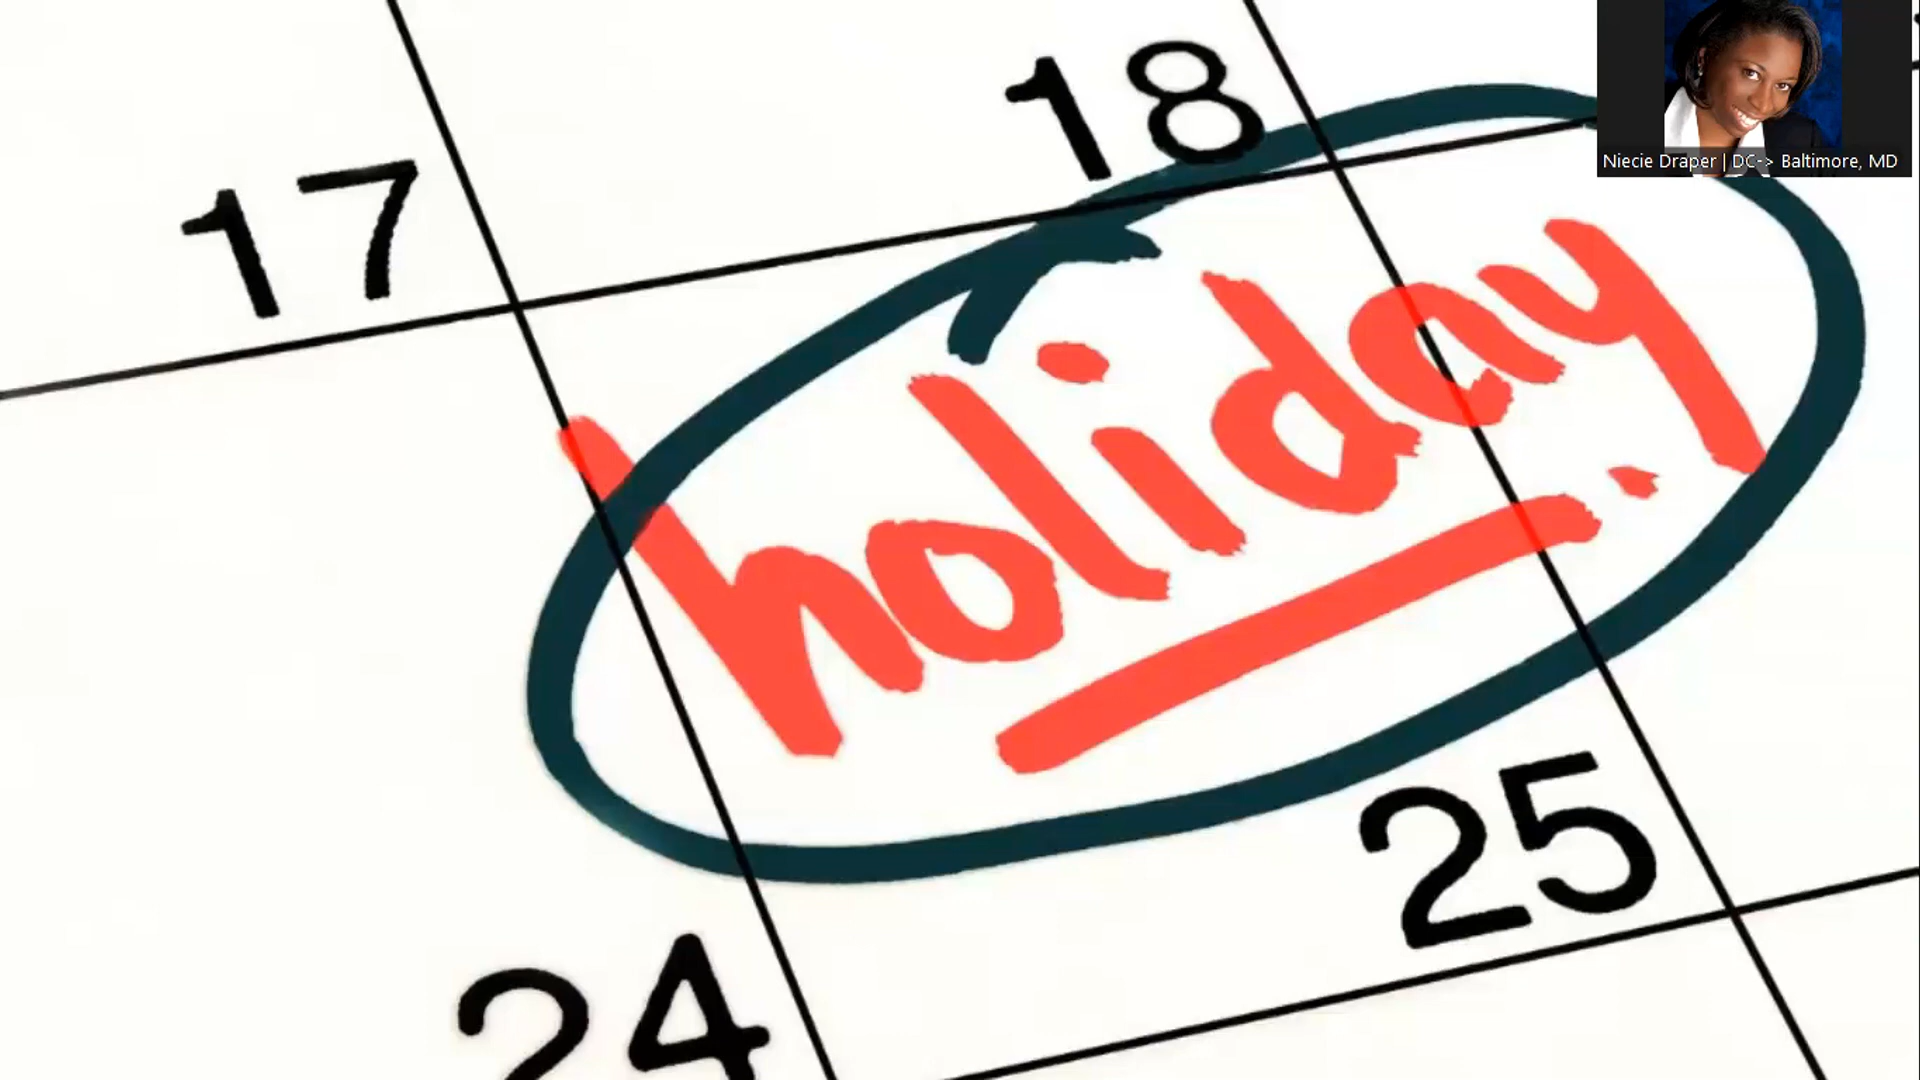 17
18
holiday.
24
25
Niecie Draper | DC-> Baltimore, MD